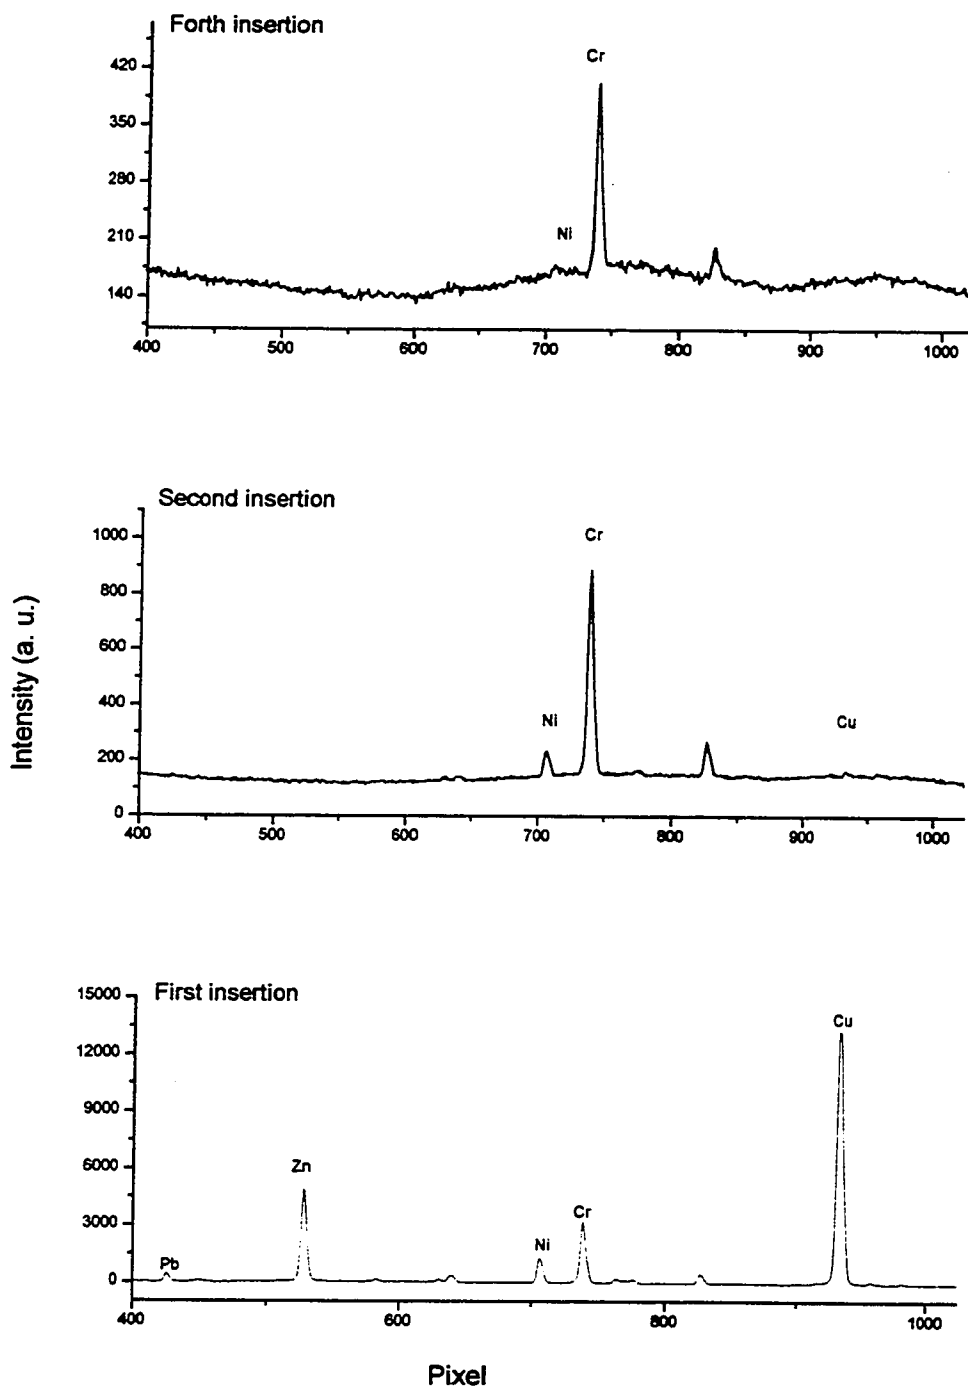 Forth insertion
Cr
Ni
420
350
280
210
140
400 500 600 700 800 900 1000
Second insertion
Cr
Ni
Cu
1000
800
600
400
200
0
400 500 600 700 800 900 1000
Intensity (a. u.)
First insertion
Cu
Zn
Cr
Ni
Pb
15000
12000
9000
6000
3000
0
400 600 800 1000
Pixel